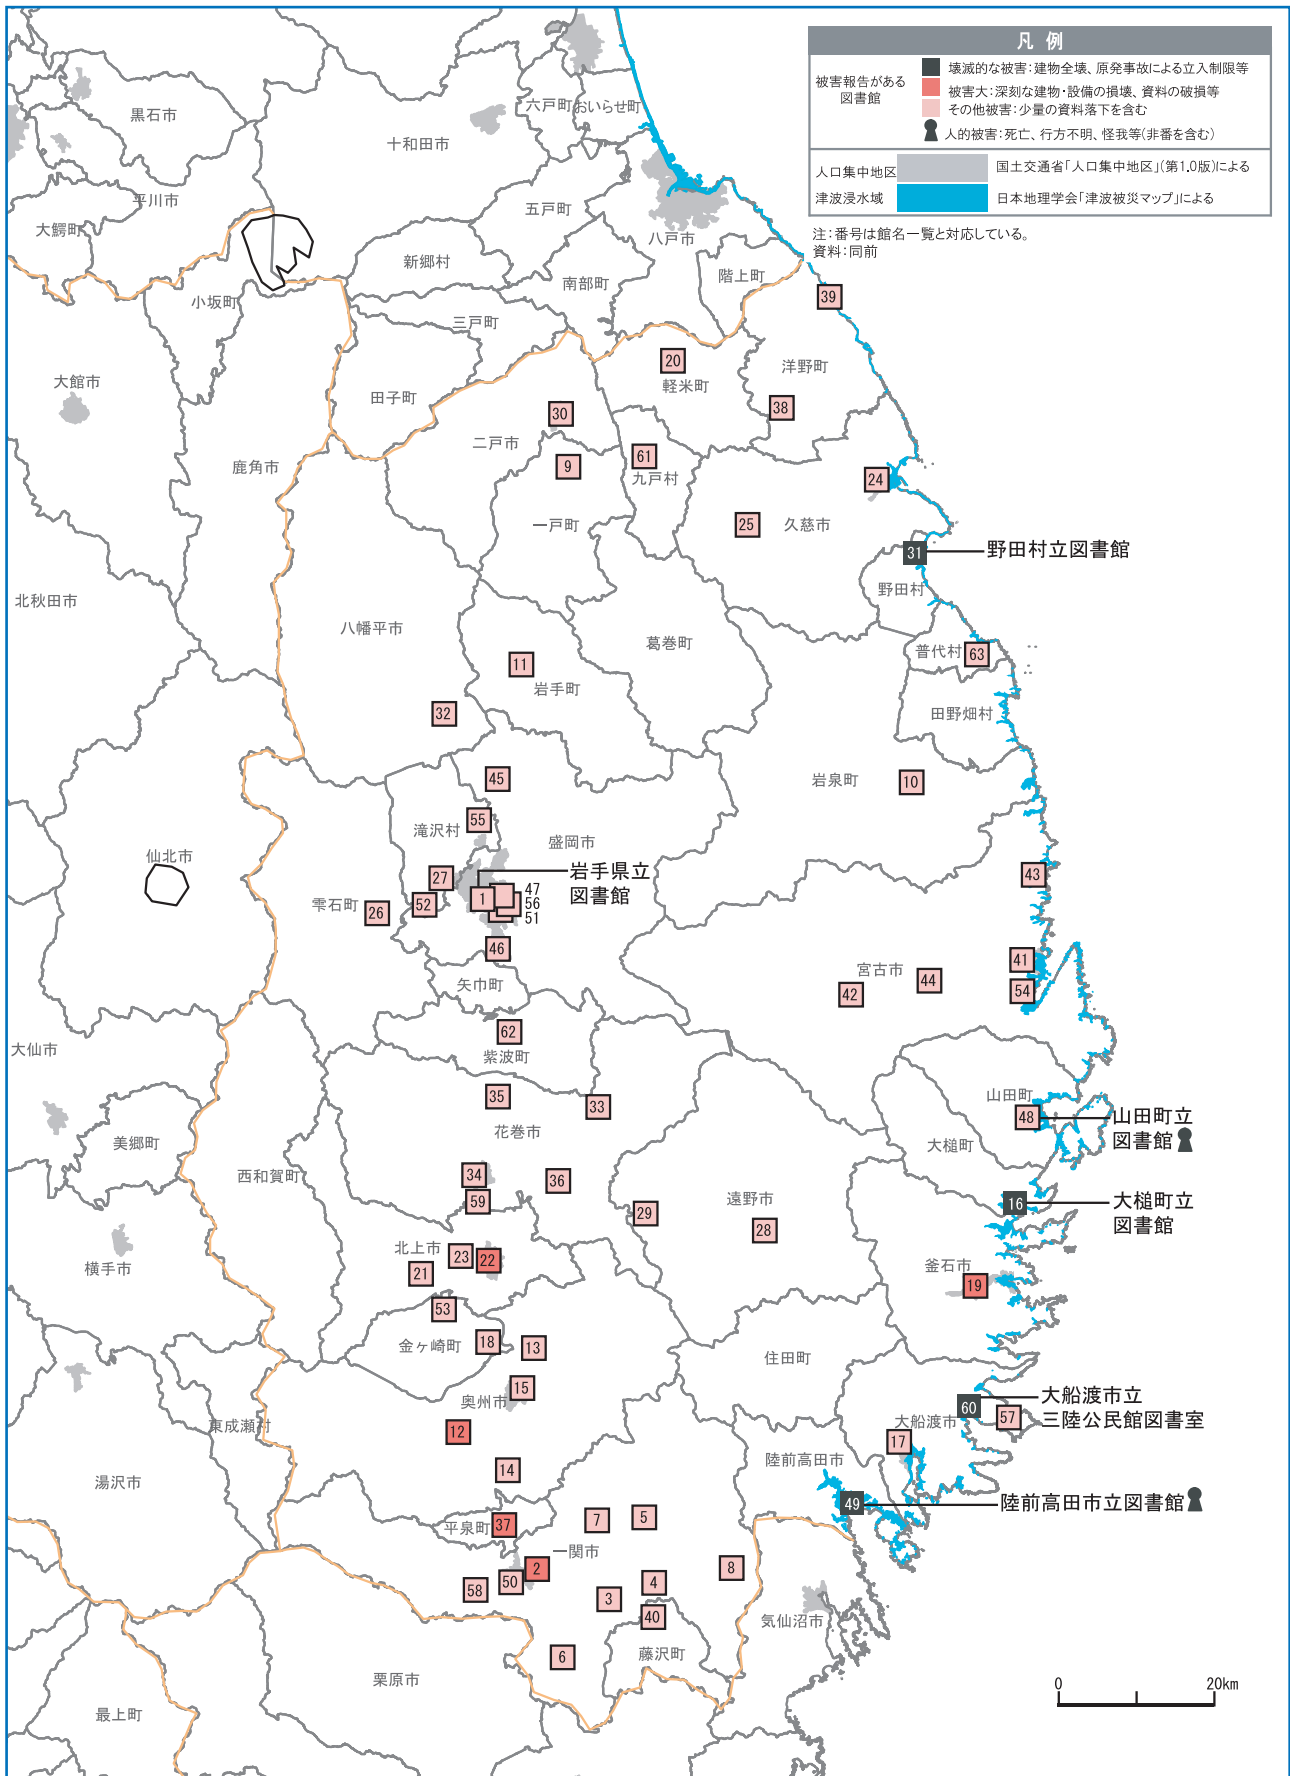 凡 例
被害報告がある
図書館
壊滅的な被害：建物全壊、原発事故による立入制限等
被害大：深刻な建物・設備の損壊、資料の破損等
その他被害：少量の資料落下を含む
人的被害：死亡、行方不明、怪我等(非番を含む)
人口集中地区
国土交通省「人口集中地区」(第1.0版)による
津波浸水域
日本地理学会「津波被災マップ」による
注：番号は館名一覧と対応している。
資料：同前
黒石市
十和田市
六戸町
おいらせ町
平川市
大鰐町
五戸町
八戸市
新郷村
南部町
階上町
小坂町
三戸町
39
20
軽米町
洋野町
大館市
田子町
38
30
二戸市
鹿角市
9
61
九戸村
24
一戸町
25
久慈市
31
野田村立図書館
野田村
北秋田市
八幡平市
葛巻町
普代村
63
11
岩手町
32
田野畑村
45
岩泉町
10
55
滝沢村
盛岡市
仙北市
岩手県立
図書館
27
43
雫石町
26
52
1
47
56
51
46
41
宮古市
44
42
54
矢巾町
62
紫波町
大仙市
35
33
花巻市
山田町
48
山田町立
図書館
美郷町
大槌町
西和賀町
34
36
59
遠野市
29
28
16
大槌町立
図書館
横手市
北上市
23
22
21
釜石市
19
53
金ヶ崎町
18
13
住田町
15
奥州市
大船渡市立
三陸公民館図書室
60
57
大船渡市
17
東成瀬村
12
14
陸前高田市
湯沢市
49
陸前高田市立図書館
平泉町
37
7
5
一関市
2
8
58
50
4
3
40
気仙沼市
6
藤沢町
栗原市
最上町
0
20km